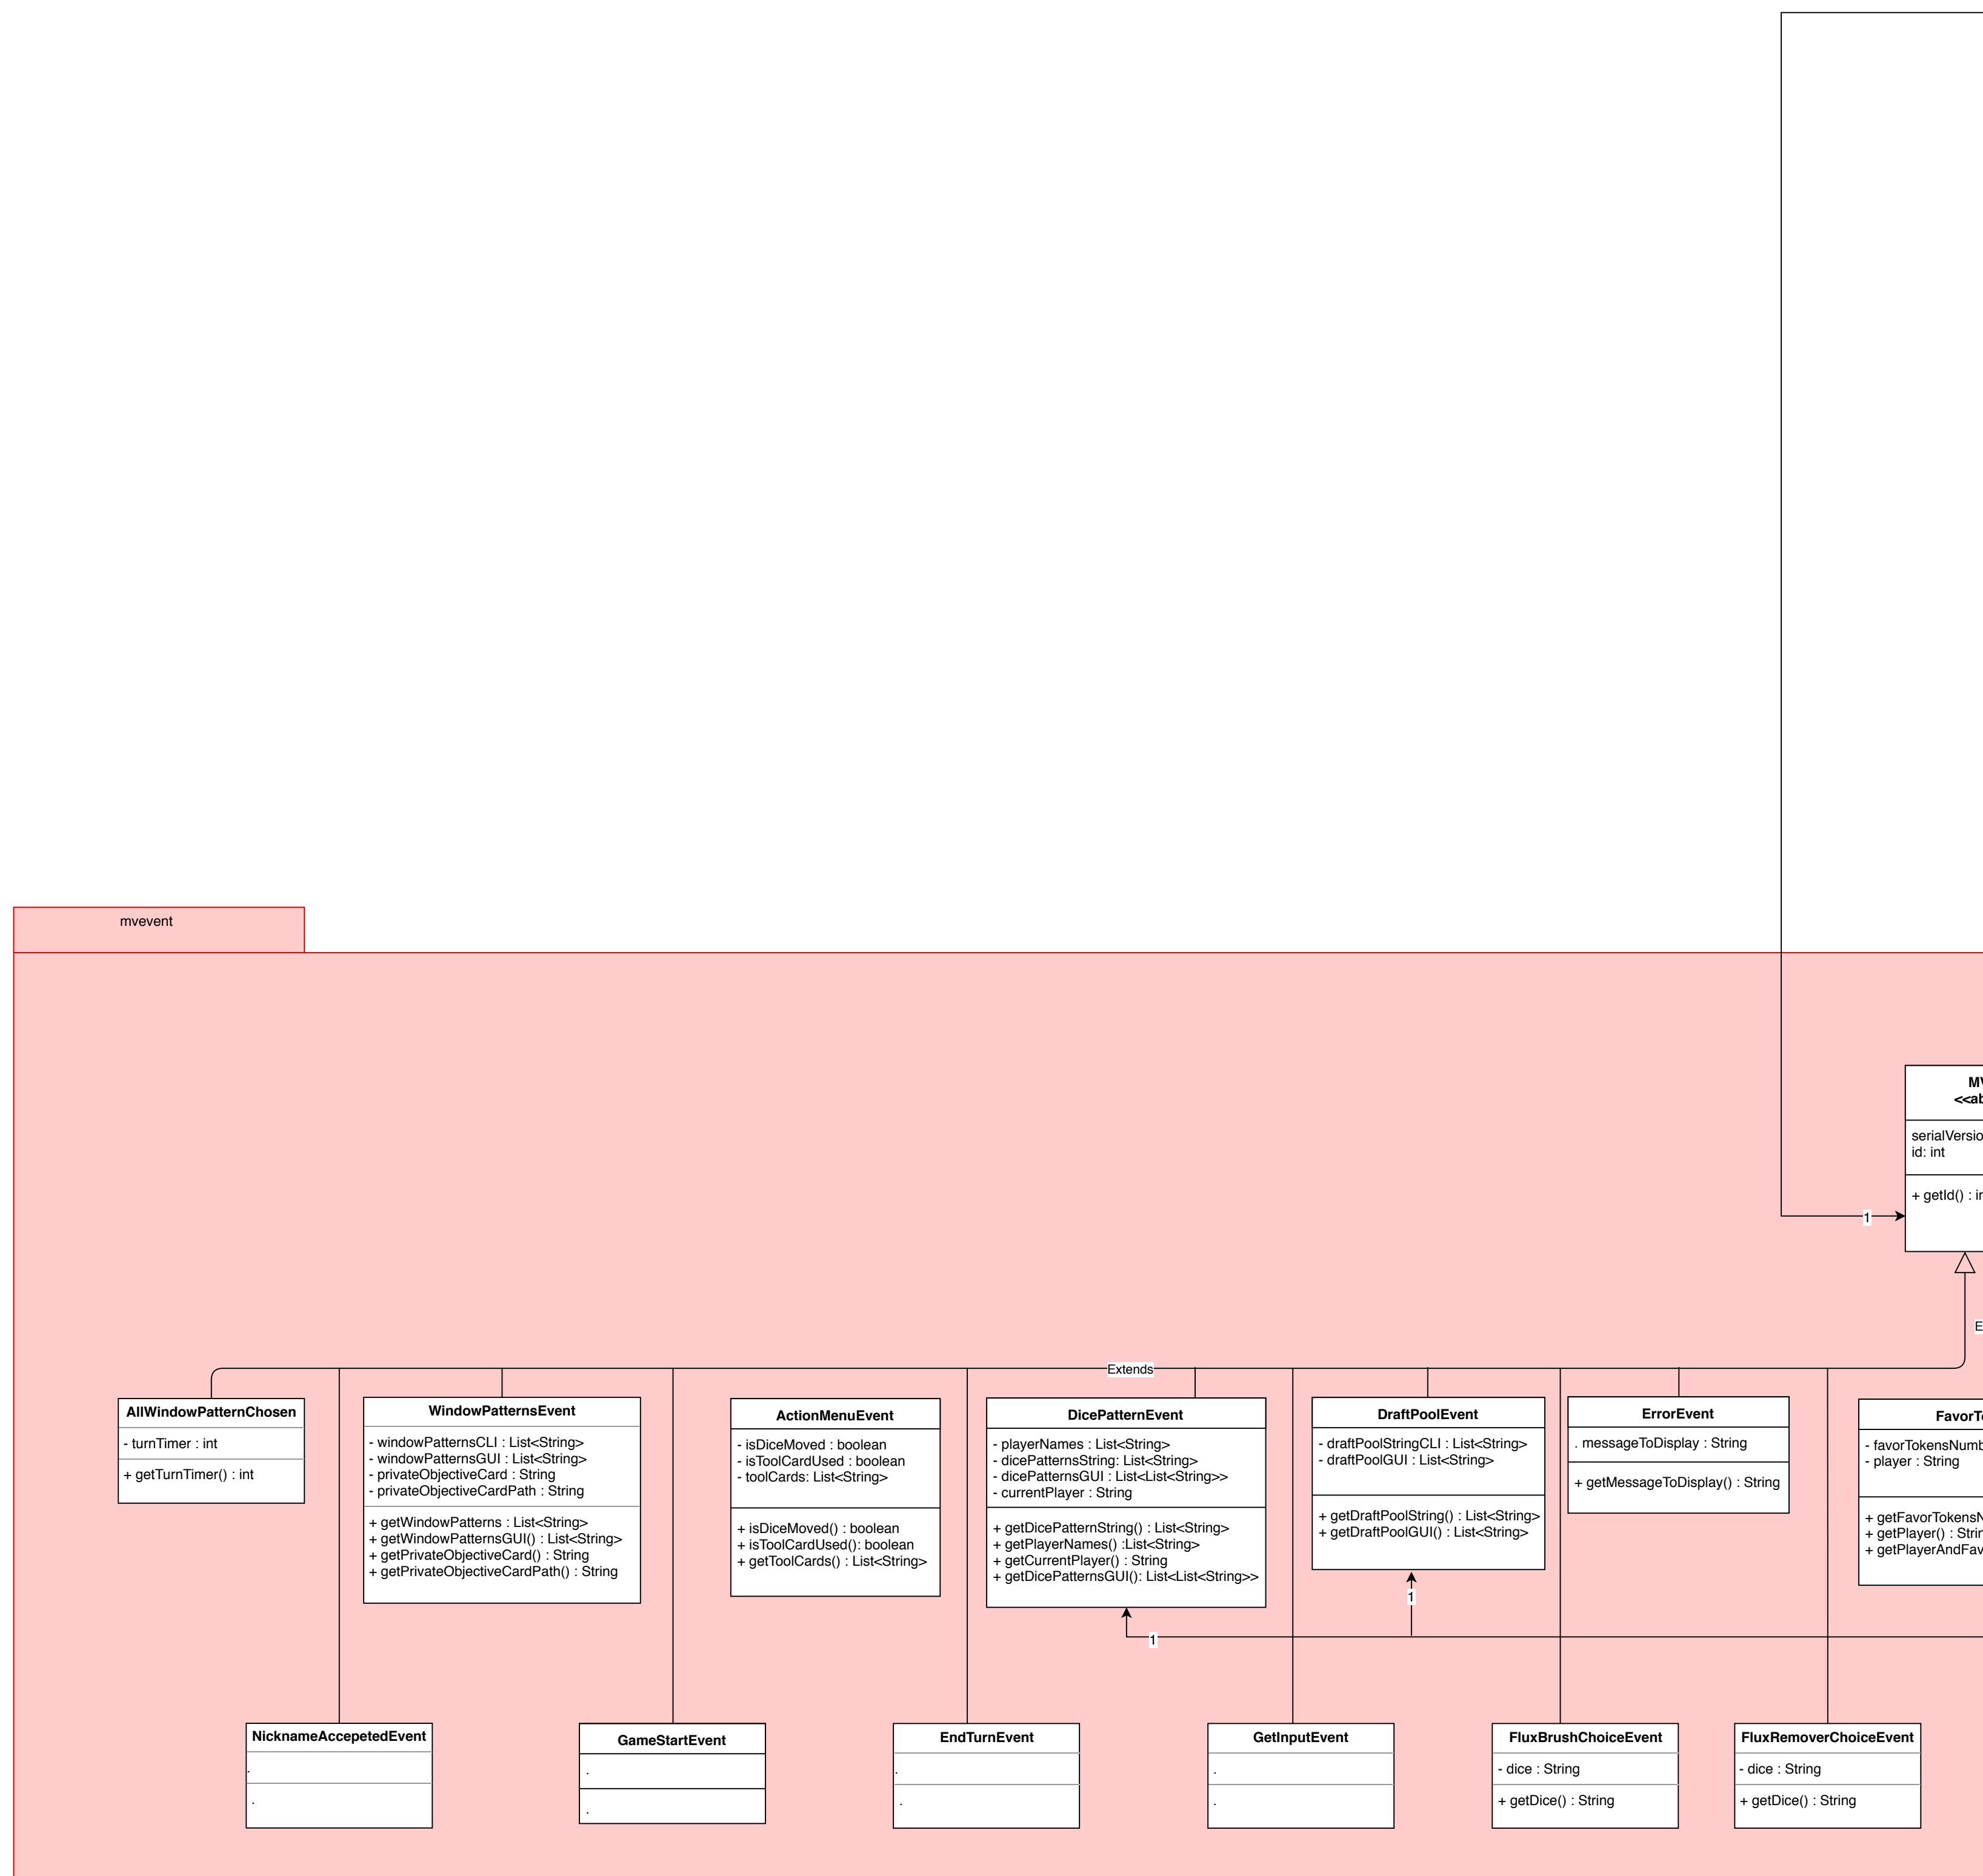 mvevent
MV
<<ab
serialVersio
id: int
+ getId() : in
1
E
Extends
AllWindowPatternChosen
- turnTimer : int
+ getTurnTimer() : int
WindowPatternsEvent
- windowPatternsCLI : List<String>
- windowPatternsGUI : List<String>
- privateObjectiveCard : String
- privateObjectiveCardPath : String
+ getWindowPatterns : List<String>
+ getWindowPatternsGUI() : List<String>
+ getPrivateObjectiveCard() : String
+ getPrivateObjectiveCardPath() : String
ActionMenuEvent
- isDiceMoved : boolean
- isToolCardUsed : boolean
- toolCards: List<String>
+ isDiceMoved() : boolean
+ isToolCardUsed(): boolean
+ getToolCards() : List<String>
DicePatternEvent
- playerNames : List<String>
- dicePatternsString: List<String>
- dicePatternsGUI : List<List<String>>
- currentPlayer : String
+ getDicePatternString() : List<String>
+ getPlayerNames() :List<String>
+ getCurrentPlayer() : String
+ getDicePatternsGUI(): List<List<String>>
DraftPoolEvent
- draftPoolStringCLI : List<String>
- draftPoolGUI : List<String>
+ getDraftPoolString() : List<String>
+ getDraftPoolGUI() : List<String>
ErrorEvent
. messageToDisplay : String
+ getMessageToDisplay() : String
FavorTo
- favorTokensNumb
- player : String
+ getFavorTokensN
+ getPlayer() : Strin
+ getPlayerAndFav
1
1
NicknameAccepetedEvent
.
.
GameStartEvent
.
.
EndTurnEvent
.
.
GetInputEvent
.
.
FluxBrushChoiceEvent
- dice : String
+ getDice() : String
FluxRemoverChoiceEvent
- dice : String
+ getDice() : String